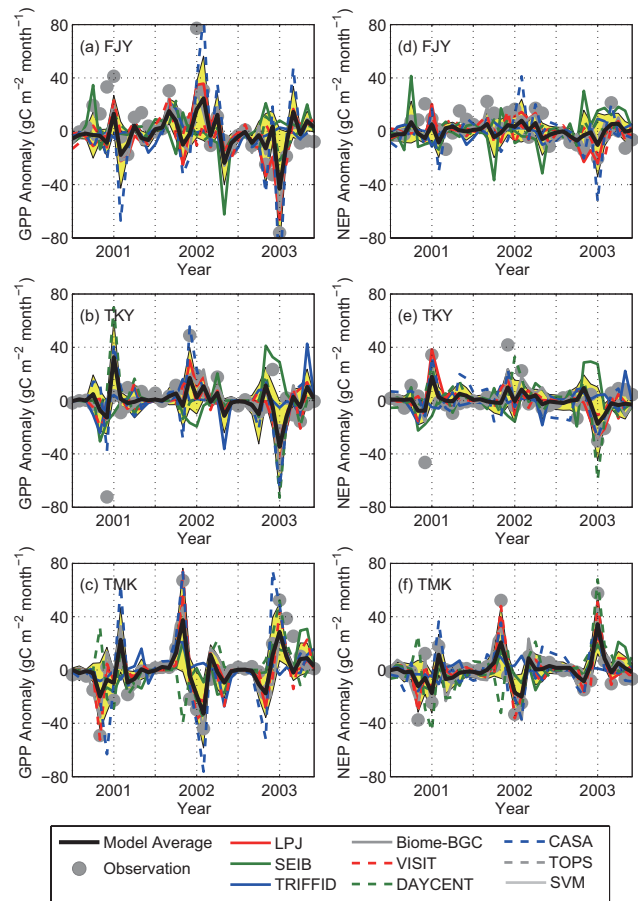 (a) FJY
GPP Anomaly (gC m⁻² month⁻¹)
80
40
0
−40
−80
2001 2002 2003
Year
(d) FJY
NEP Anomaly (gC m⁻² month⁻¹)
80
40
0
−40
−80
2001 2002 2003
Year
(b) TKY
GPP Anomaly (gC m⁻² month⁻¹)
80
40
0
−40
−80
2001 2002 2003
Year
(e) TKY
NEP Anomaly (gC m⁻² month⁻¹)
80
40
0
−40
−80
2001 2002 2003
Year
(c) TMK
GPP Anomaly (gC m⁻² month⁻¹)
80
40
0
−40
−80
2001 2002 2003
Year
(f) TMK
NEP Anomaly (gC m⁻² month⁻¹)
80
40
0
−40
−80
2001 2002 2003
Year
Model Average LPJ Biome-BGC CASA
Observation SEIB VISIT TOPS
TRIFFID DAYCENT SVM